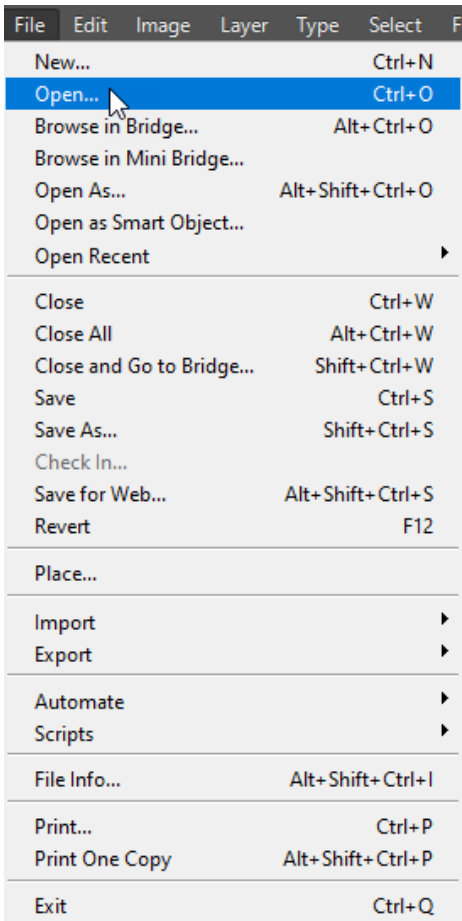 File Edit Image Layer Type Select F
New... Ctrl+N
Open... Ctrl+O
Browse in Bridge... Alt+Ctrl+O
Browse in Mini Bridge...
Open As... Alt+Shift+Ctrl+O
Open as Smart Object...
Open Recent
Close Ctrl+W
Close All Alt+Ctrl+W
Close and Go to Bridge... Shift+Ctrl+W
Save Ctrl+S
Save As... Shift+Ctrl+S
Check In...
Save for Web... Alt+Shift+Ctrl+S
Revert F12
Place...
Import
Export
Automate
Scripts
File Info... Alt+Shift+Ctrl+I
Print... Ctrl+P
Print One Copy Alt+Shift+Ctrl+P
Exit Ctrl+Q